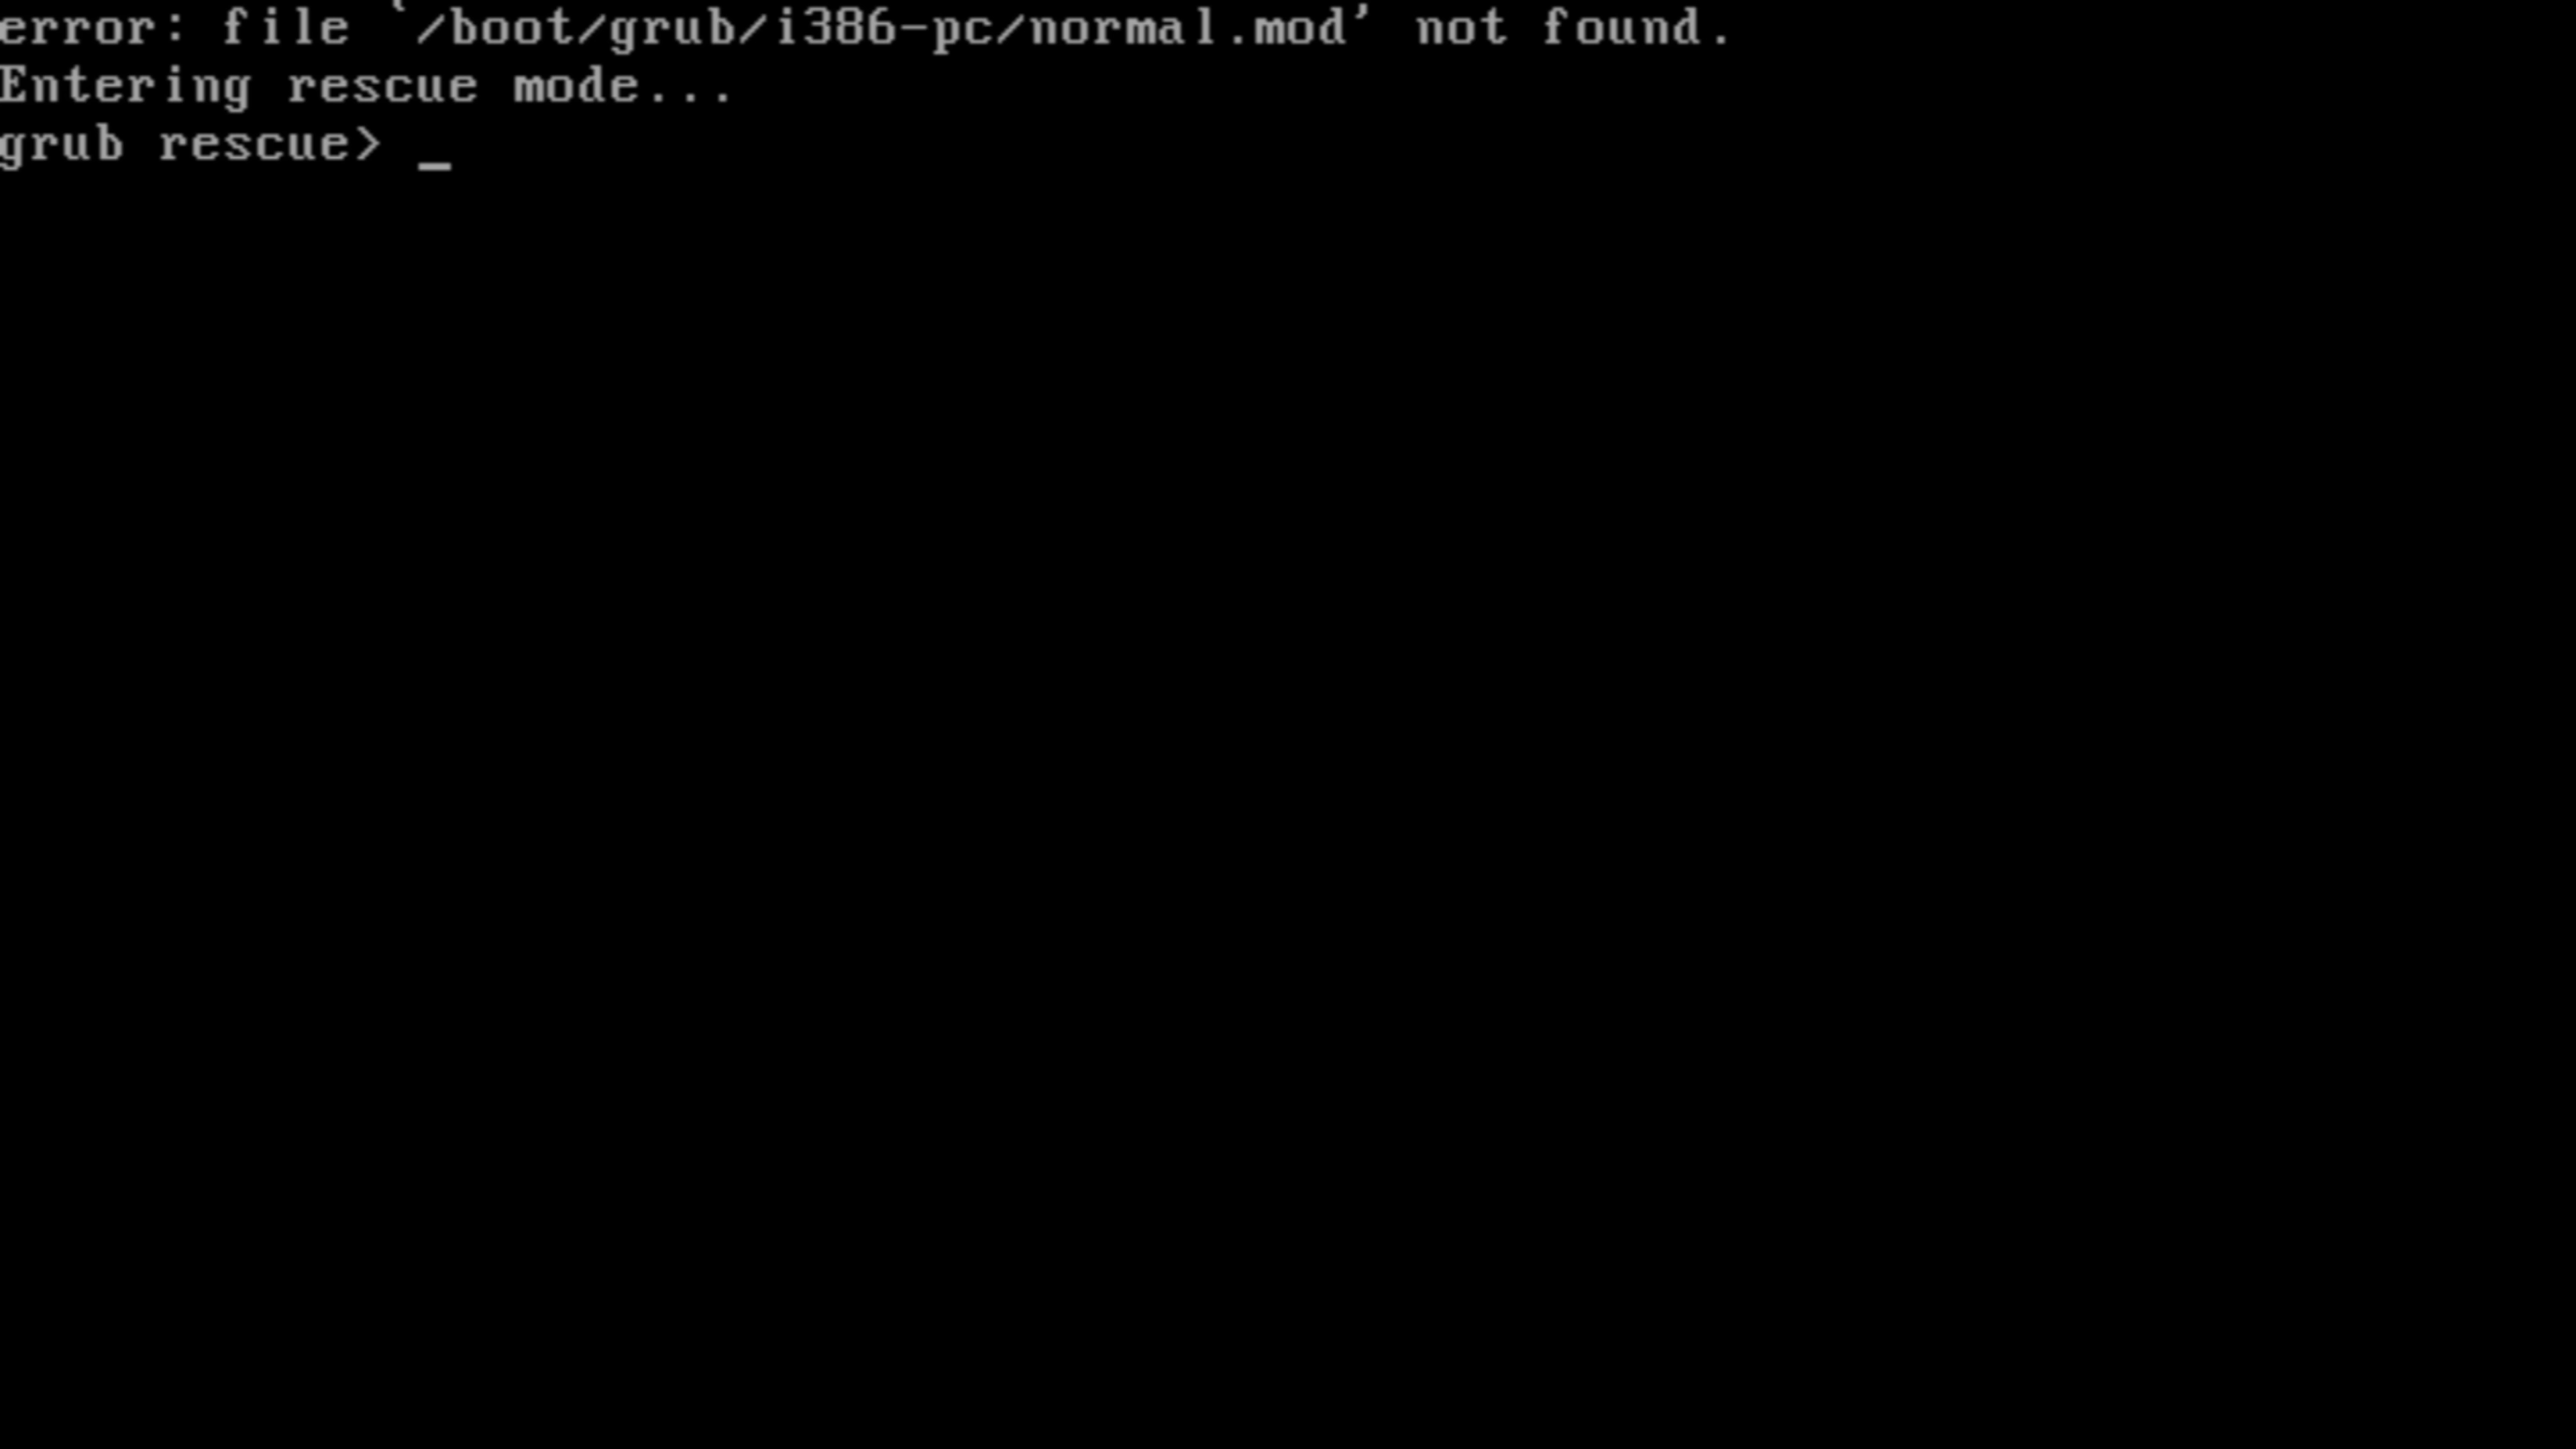 error: file `/boot/grub/i386-pc/normal.mod' not found.
Entering rescue mode...
grub rescue> _